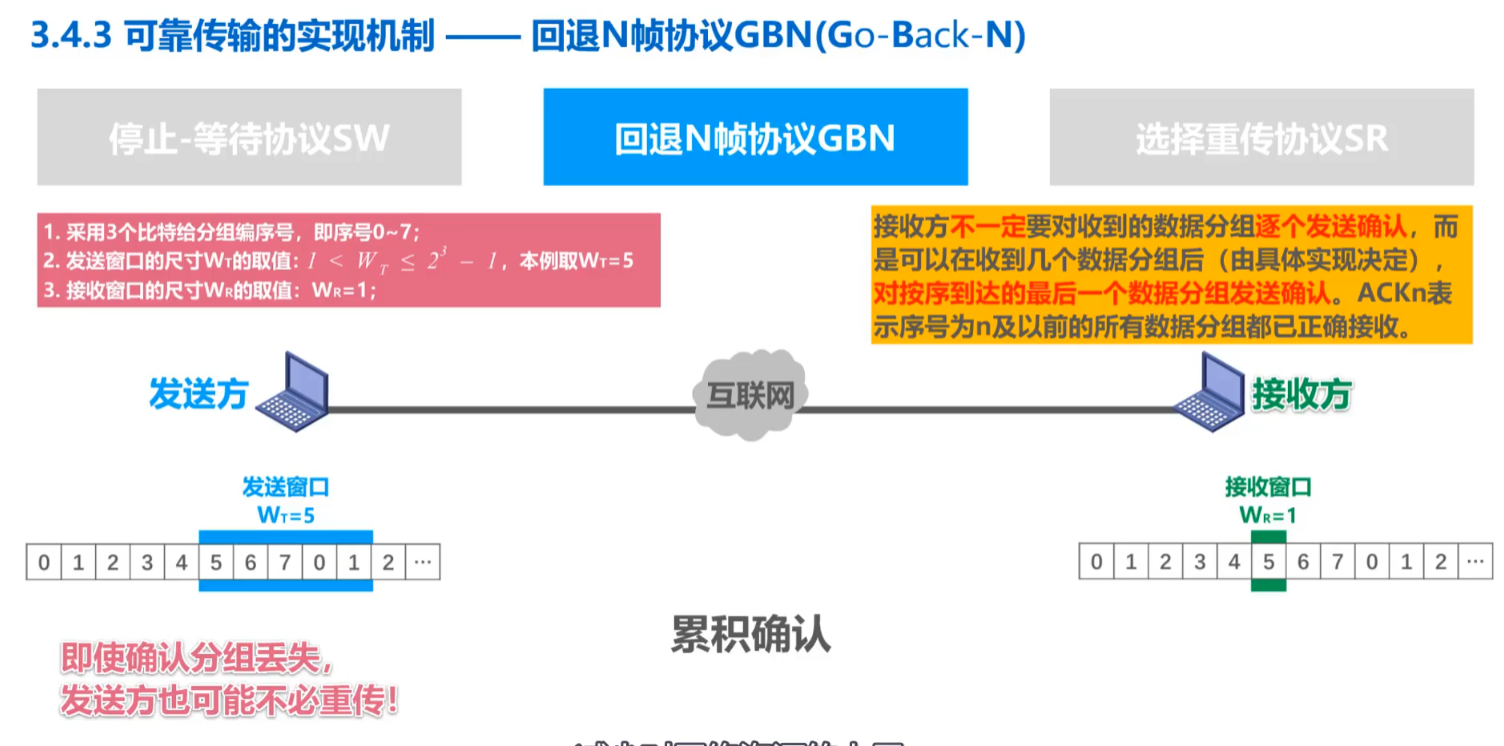 3.4.3 可靠传输的实现机制 —— 回退N帧协议GBN(Go-Back-N)
停止-等待协议SW
回退N帧协议GBN
选择重传协议SR
1. 采用3个比特给分组编序号，即序号0~7;
2. 发送窗口的尺寸WT的取值: 1 < WT ≤ 2³ − 1，本例取WT=5
3. 接收窗口的尺寸WR的取值: WR=1;
接收方不一定要对收到的数据分组逐个发送确认，而
是可以在收到几个数据分组后（由具体实现决定），
对按序到达的最后一个数据分组发送确认。ACKn表
示序号为n及以前的所有数据分组都已正确接收。
发送方
互联网
接收方
发送窗口
WT=5
0 1 2 3 4 5 6 7 0 1 2 ...
接收窗口
WR=1
0 1 2 3 4 5 6 7 0 1 2 ...
累积确认
即使确认分组丢失，
发送方也可能不必重传！